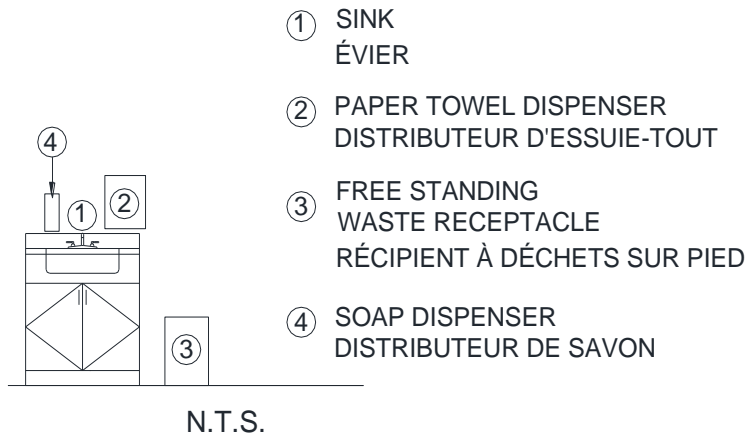 ① SINK
ÉVIER
② PAPER TOWEL DISPENSER
DISTRIBUTEUR D'ESSUIE-TOUT
③ FREE STANDING
WASTE RECEPTACLE
RÉCIPIENT À DÉCHETS SUR PIED
④ SOAP DISPENSER
DISTRIBUTEUR DE SAVON
④
①
②
③
N.T.S.